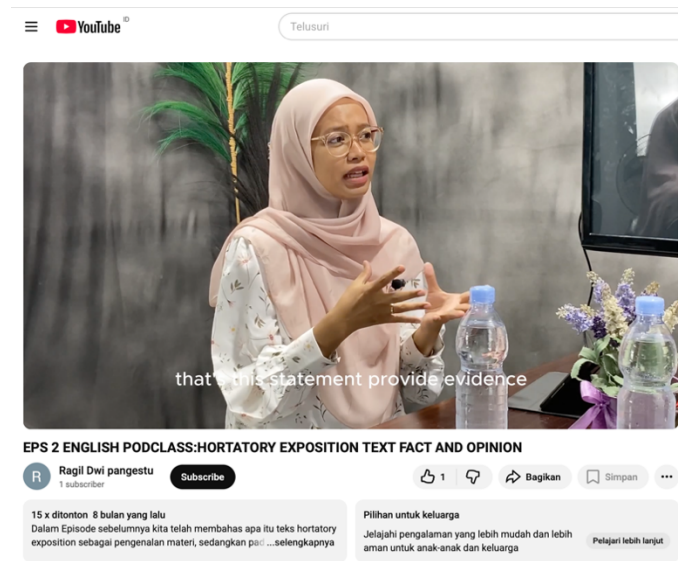 YouTube ID
Telusuri
that's this statement provide evidence
EPS 2 ENGLISH PODCLASS:HORTATORY EXPOSITION TEXT FACT AND OPINION
R
Ragil Dwi pangestu
1 subscriber
Subscribe
1
Bagikan
Simpan
15 x ditonton 8 bulan yang lalu
Dalam Episode sebelumnya kita telah membahas apa itu teks hortatory
exposition sebagai pengenalan materi, sedangkan pad ...selengkapnya
Pilihan untuk keluarga
Jelajahi pengalaman yang lebih mudah dan lebih
aman untuk anak-anak dan keluarga
Pelajari lebih lanjut